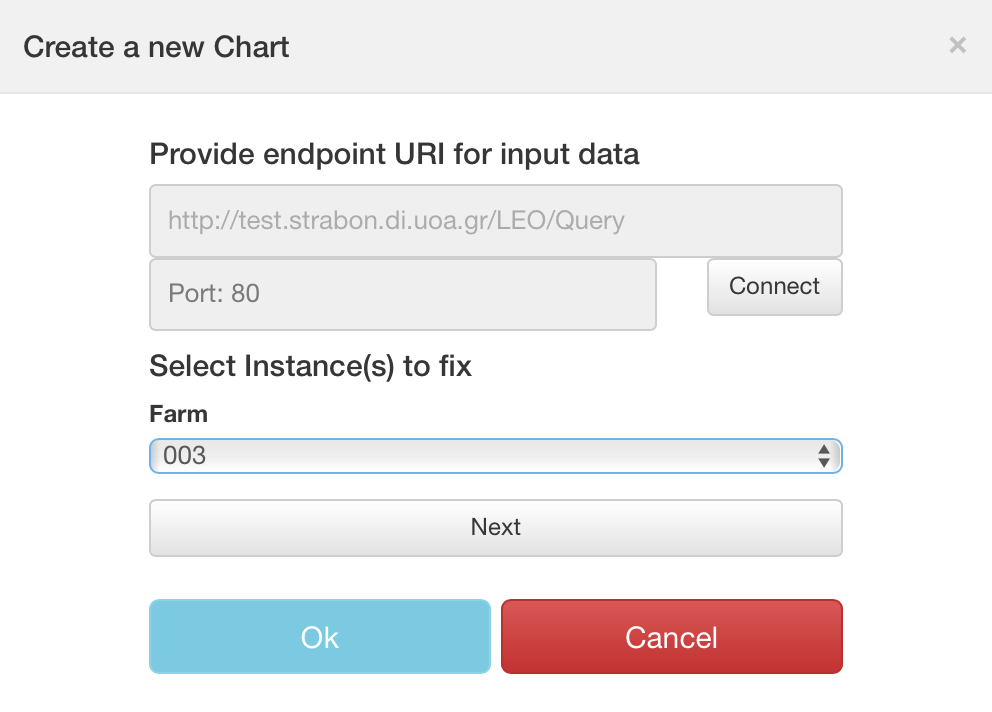 Create a new Chart ×
Provide endpoint URI for input data
http://test.strabon.di.uoa.gr/LEO/Query
Port: 80
Connect
Select Instance(s) to fix
Farm
003
Next
Ok
Cancel